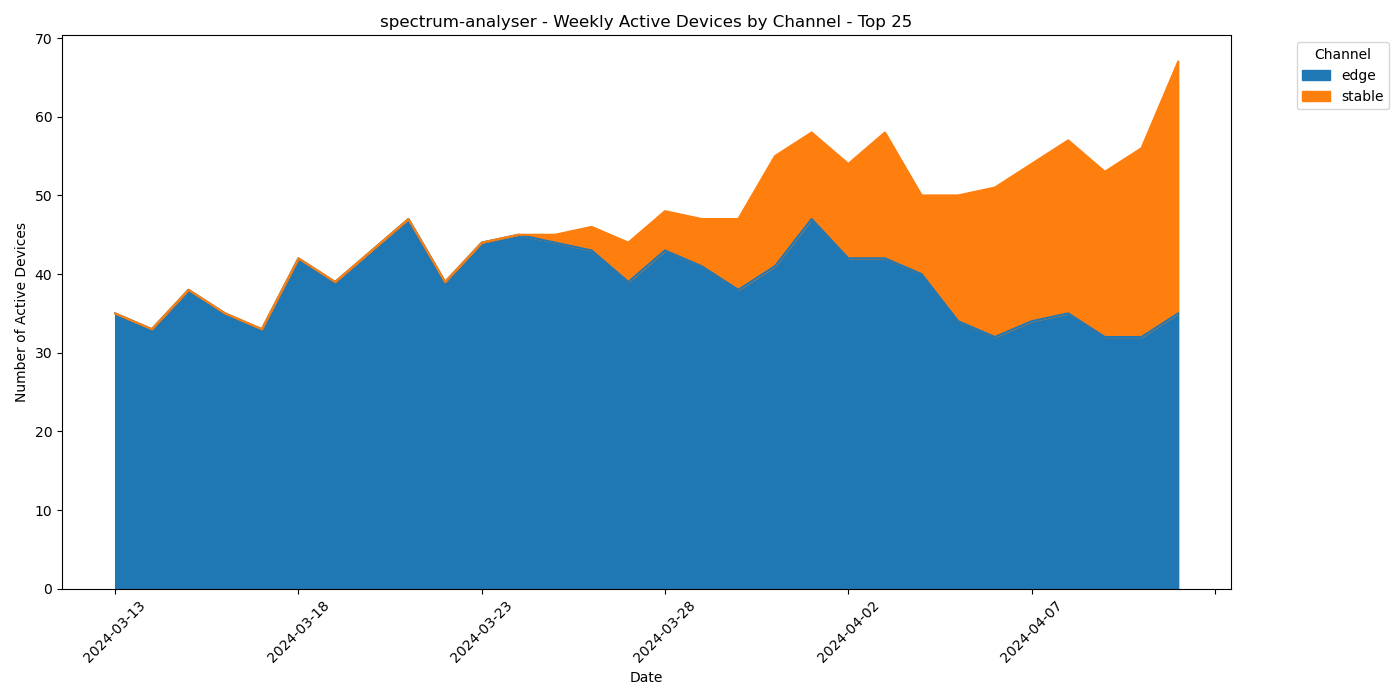 spectrum-analyser - Weekly Active Devices by Channel - Top 25
Channel
edge
stable
Number of Active Devices
70
60
50
40
30
20
10
0
2024-03-13
2024-03-18
2024-03-23
2024-03-28
2024-04-02
2024-04-07
Date